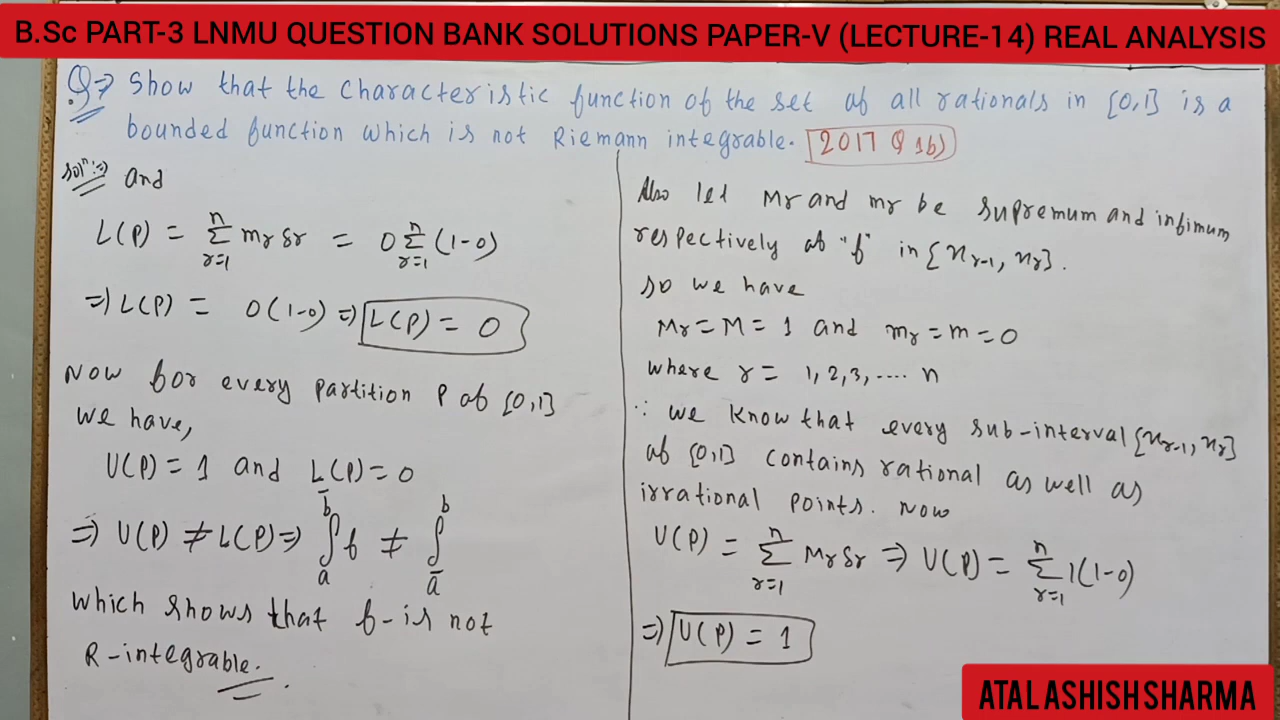 B.Sc PART-3 LNMU QUESTION BANK SOLUTIONS PAPER-V (LECTURE-14) REAL ANALYSIS
Q⇒ Show that the characteristic function of the set of all rationals in [0,1] is a
bounded function which is not Riemann integrable. 2017 Q 1b)
Solⁿ:⇒ and
L(P) = n∑r=1 mr δr = 0 n∑r=1 (1-0)
⇒ L(P) = 0(1-0) ⇒ L(P) = 0
Now for every partition P of [0,1]
we have,
U(P) = 1 and L(P) = 0
⇒ U(P) ≠ L(P) ⇒ ∫ f ≠ ∫
a b a b
which shows that f-is not
R-integrable.
Also let Mr and mr be supremum and infimum
respectively of "f" in [xr-1, xr].
so we have
Mr = M = 1 and mr = m = 0
where r = 1, 2, 3, .... n
∴ we know that every sub-interval [xr-1, xr]
of [0,1] contains rational as well as
irrational points. Now
U(P) = n∑r=1 Mr δr ⇒ U(P) = n∑r=1 1(1-0)
⇒ U(P) = 1
ATAL ASHISH SHARMA